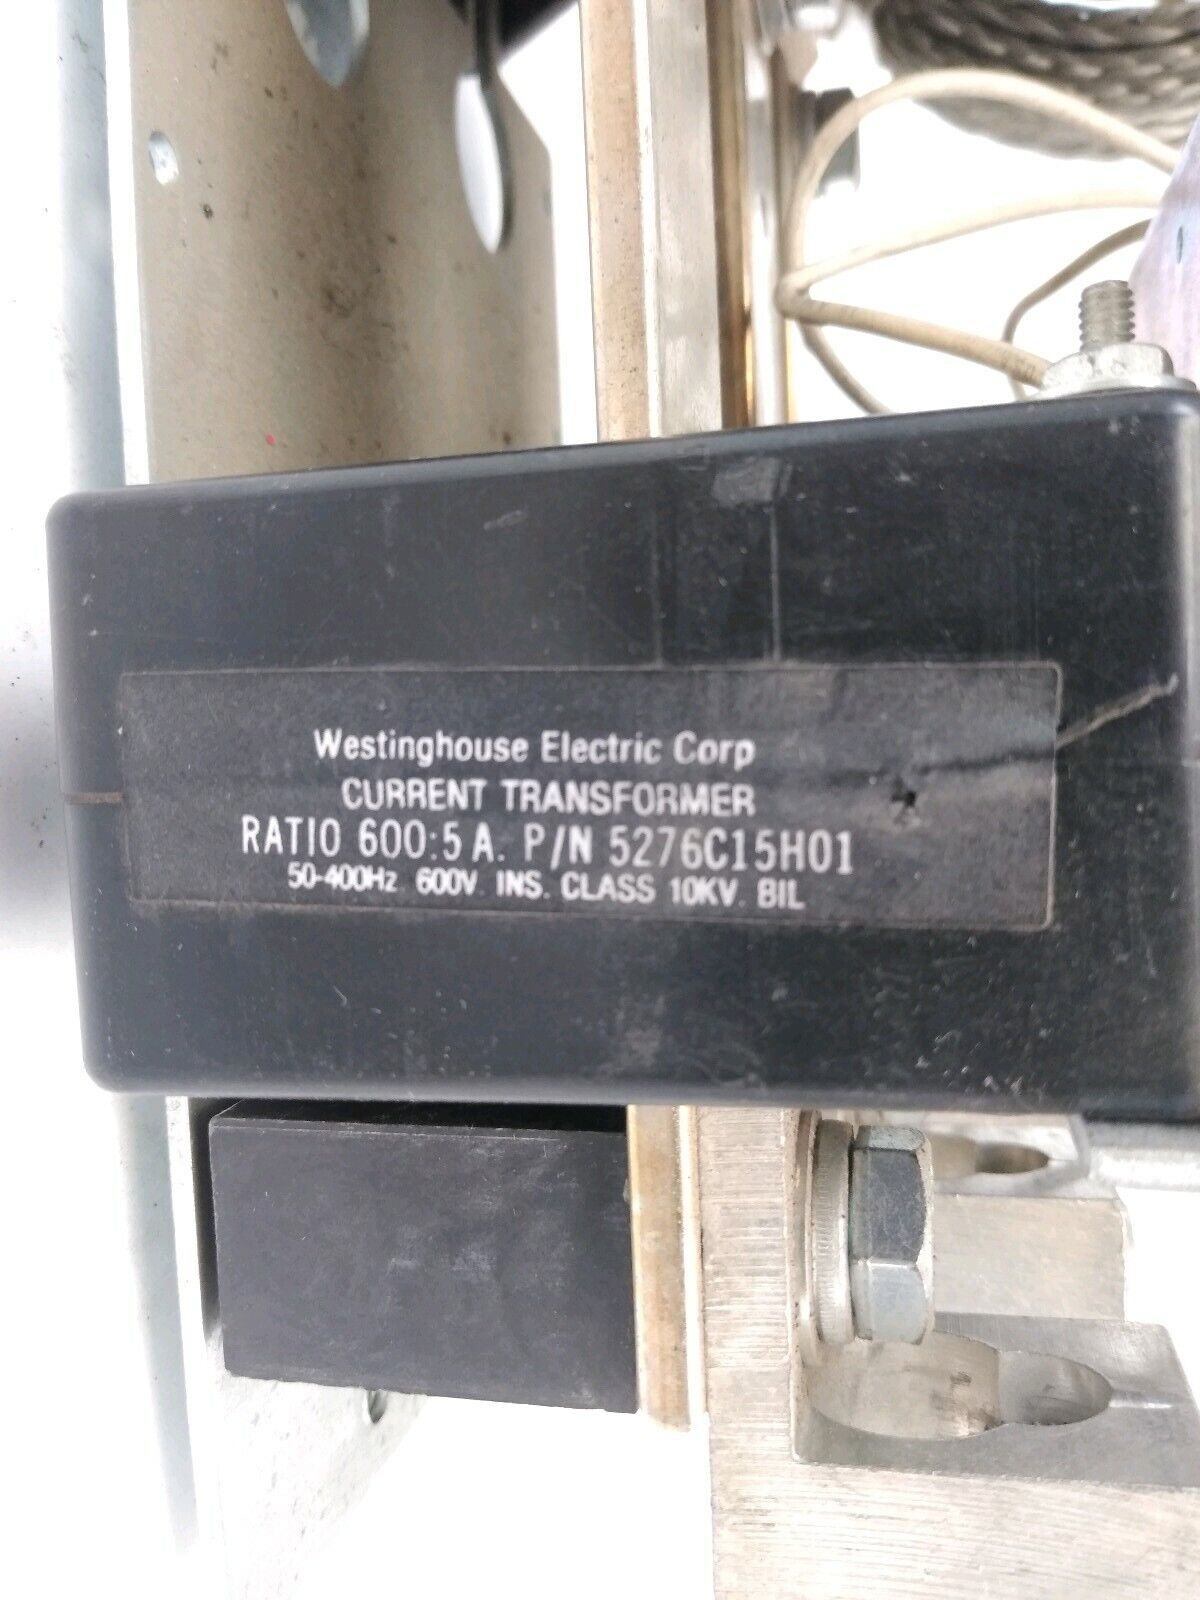 Westinghouse Electric Corp
CURRENT TRANSFORMER
RATIO 600:5 A. P/N 5276C15H01
50-400Hz 600V. INS. CLASS 10KV. BIL